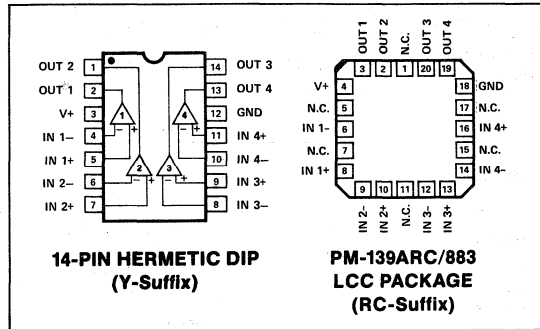 OUT 2 1 14 OUT 3
OUT 1 2 13 OUT 4
V+ 3 1 4 12 GND
IN 1− 4 − + − + 11 IN 4+
IN 1+ 5 2 3 10 IN 4−
IN 2− 6 − + − + 9 IN 3+
IN 2+ 7 8 IN 3−
14-PIN HERMETIC DIP
(Y-Suffix)
OUT 1 OUT 2 N.C. OUT 3 OUT 4
3 2 1 20 19
V+ 4 18 GND
N.C. 5 17 N.C.
IN 1- 6 16 IN 4+
N.C. 7 15 N.C.
IN 1+ 8 14 IN 4-
9 10 11 12 13
IN 2- IN 2+ N.C. IN 3- IN 3+
PM-139ARC/883
LCC PACKAGE
(RC-Suffix)